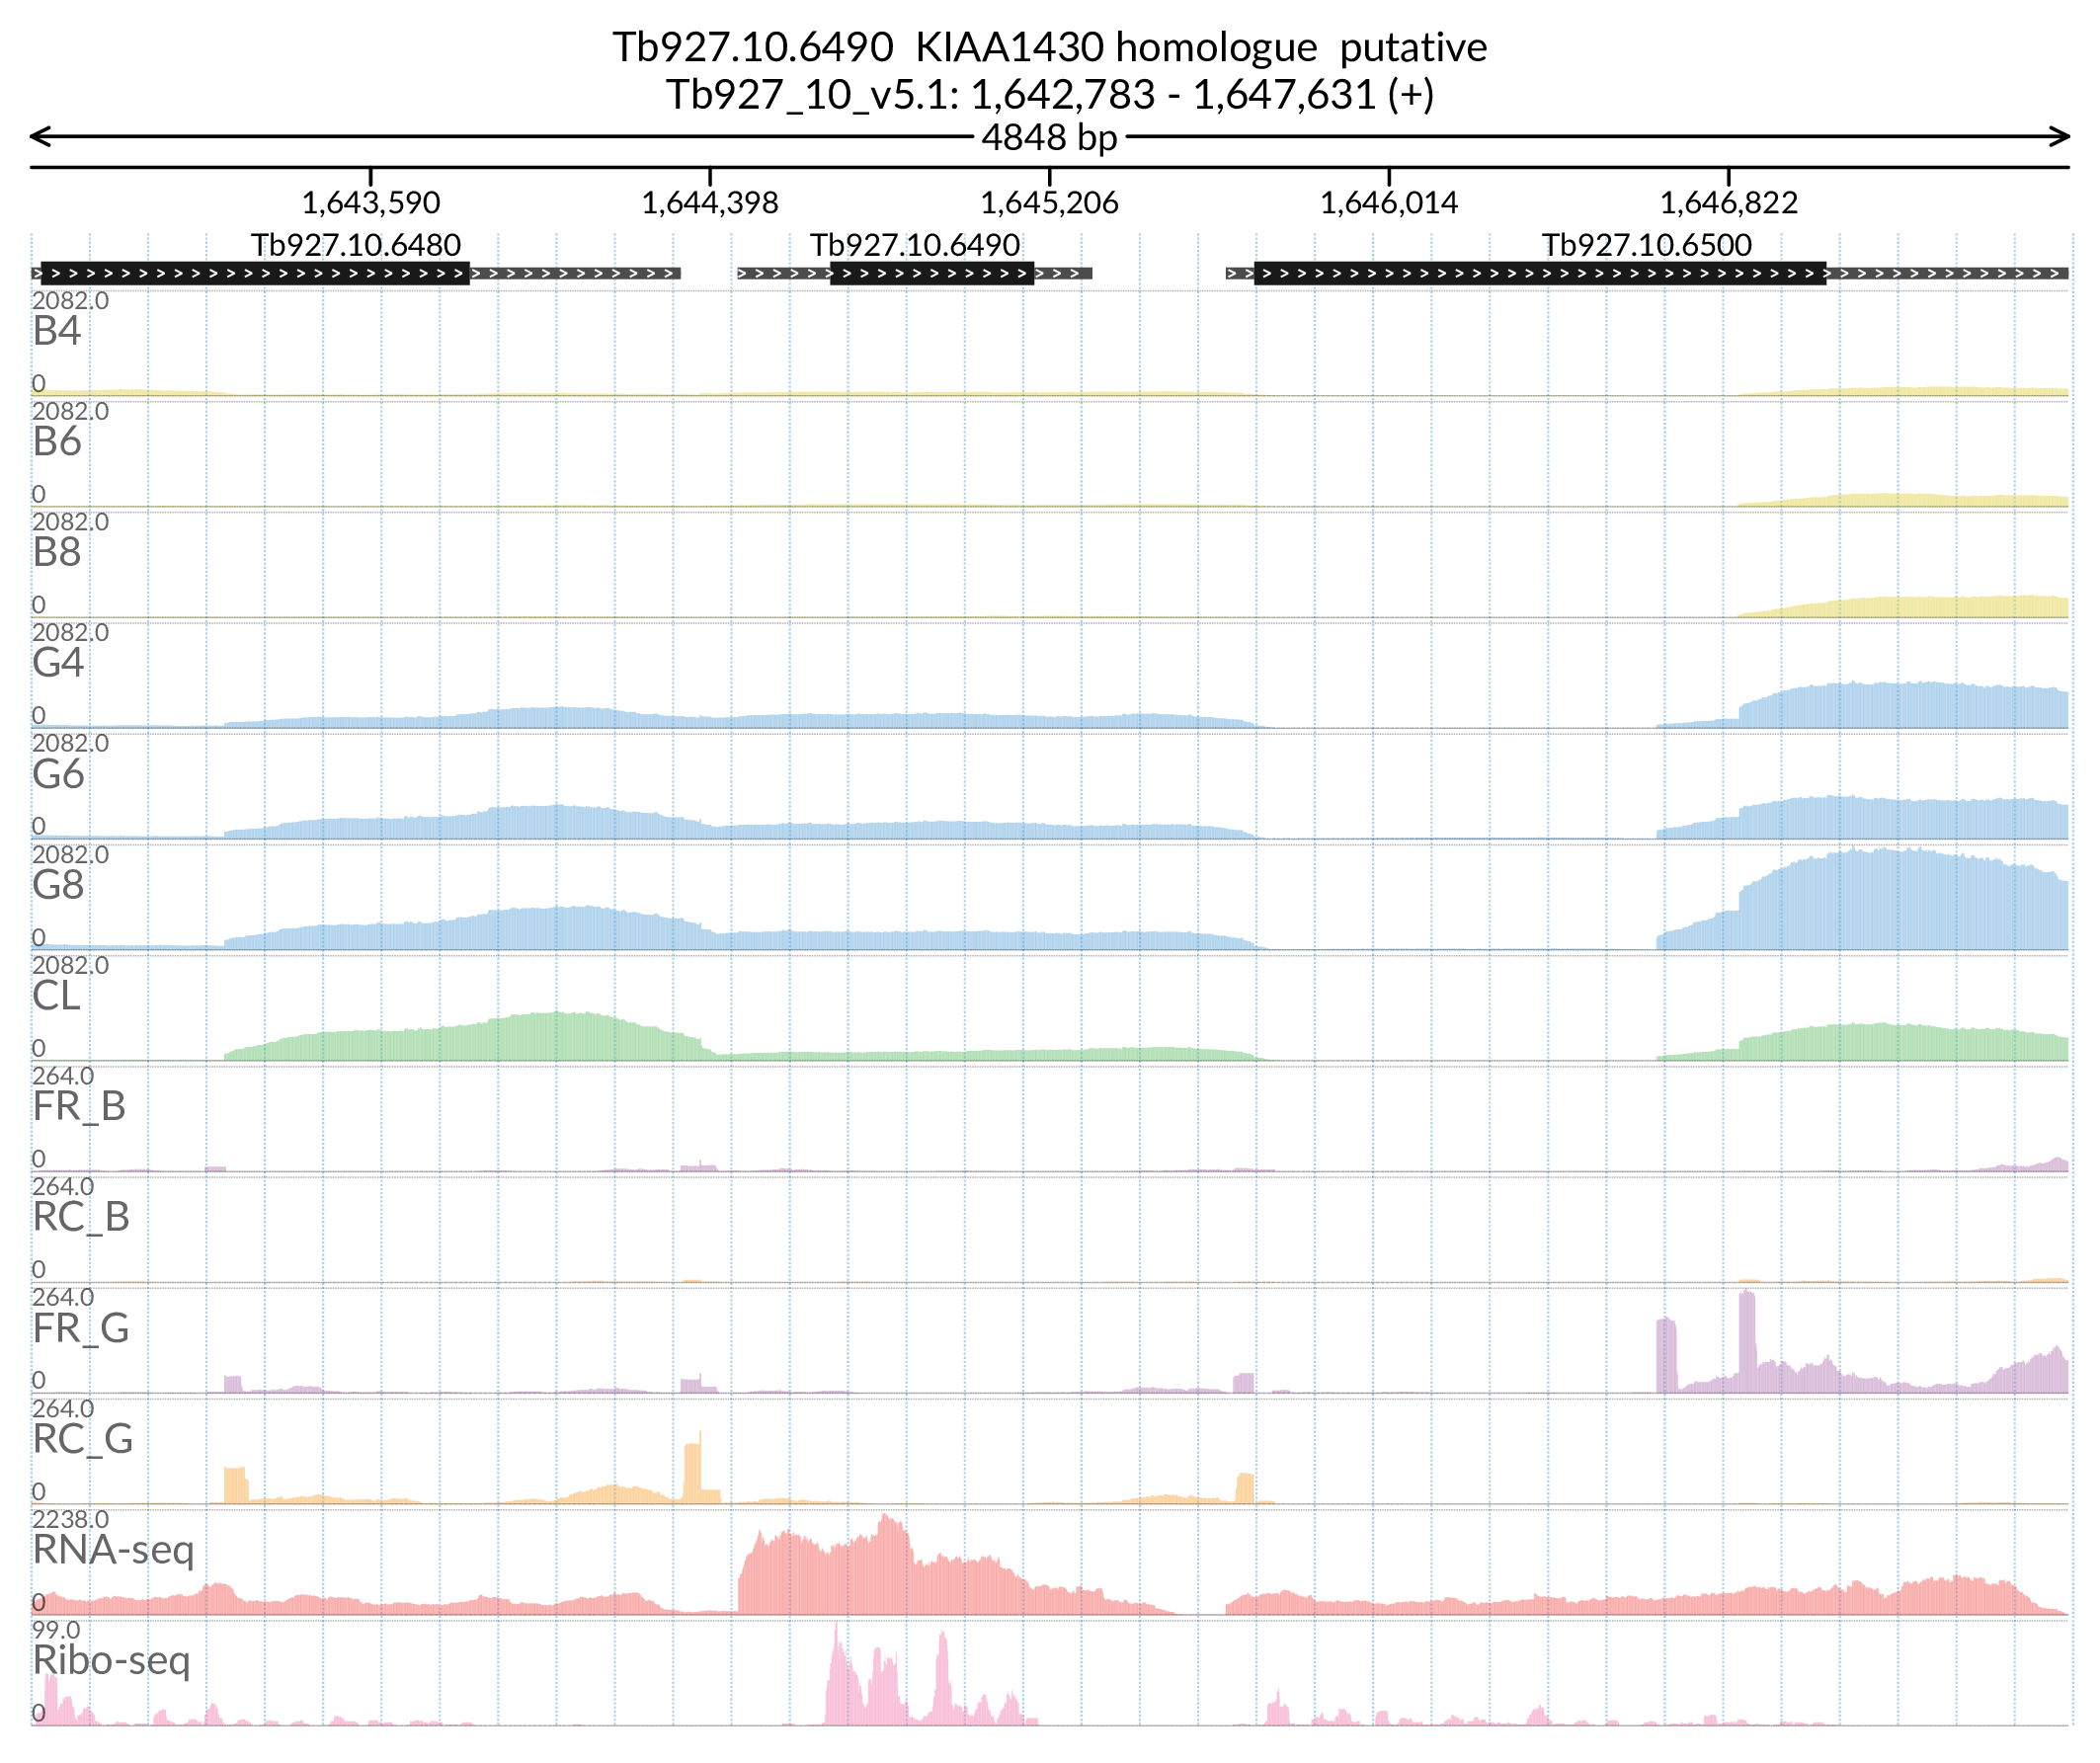 Tb927.10.6490 KIAA1430 homologue putative
Tb927_10_v5.1: 1,642,783 - 1,647,631 (+)
4848 bp
1,643,590 1,644,398 1,645,206 1,646,014 1,646,822
Tb927.10.6480 Tb927.10.6490 Tb927.10.6500
2082.0
B4
0
2082.0
B6
0
2082.0
B8
0
2082.0
G4
0
2082.0
G6
0
2082.0
G8
0
2082.0
CL
0
264.0
FR_B
0
264.0
RC_B
0
264.0
FR_G
0
264.0
RC_G
0
2238.0
RNA-seq
0
99.0
Ribo-seq
0